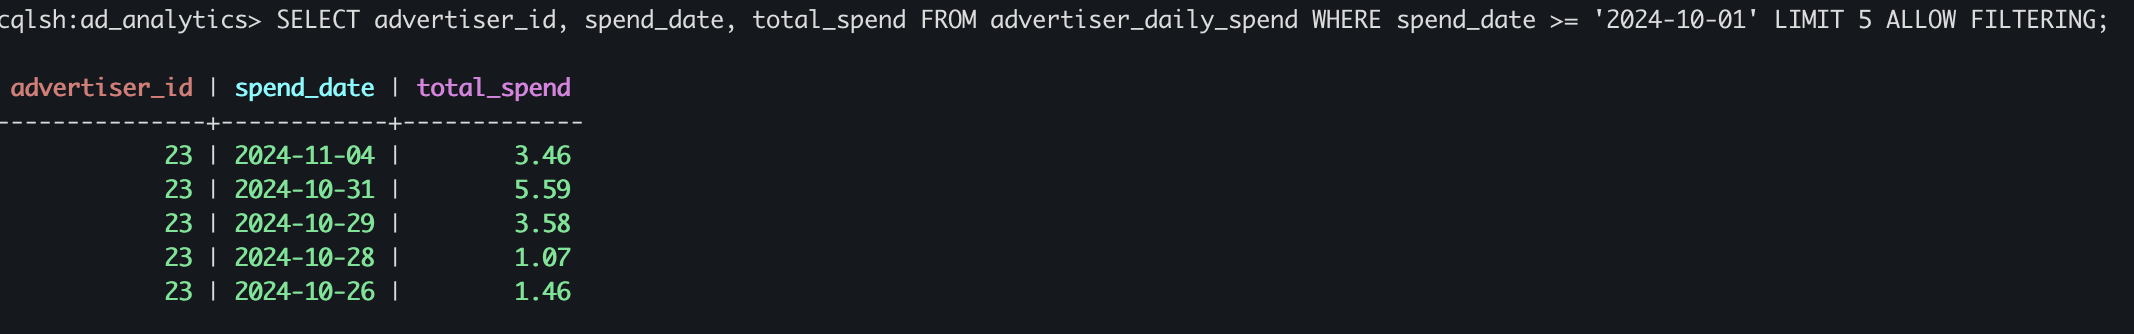 cqlsh:ad_analytics> SELECT advertiser_id, spend_date, total_spend FROM advertiser_daily_spend WHERE spend_date >= '2024-10-01' LIMIT 5 ALLOW FILTERING;
advertiser_id | spend_date | total_spend
---------------+------------+-------------
23 | 2024-11-04 | 3.46
23 | 2024-10-31 | 5.59
23 | 2024-10-29 | 3.58
23 | 2024-10-28 | 1.07
23 | 2024-10-26 | 1.46